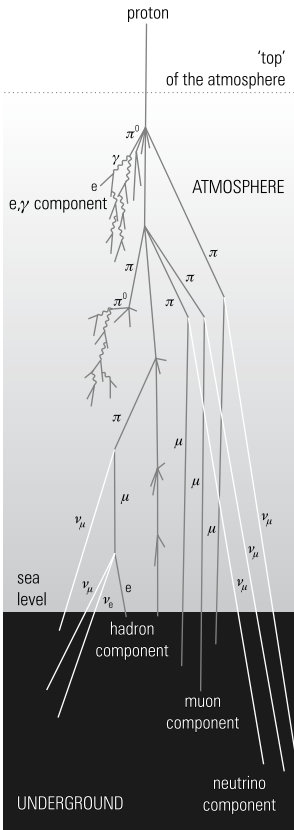 proton
‘top’
of the atmosphere
π⁰
γ
e
ATMOSPHERE
e,γ component
π
π
π
π
π⁰
π
μ
μ
μ
μ
ν_μ
ν_μ
ν_μ
ν_μ
ν_μ
ν_e
e
sea
level
hadron
component
muon
component
neutrino
component
UNDERGROUND